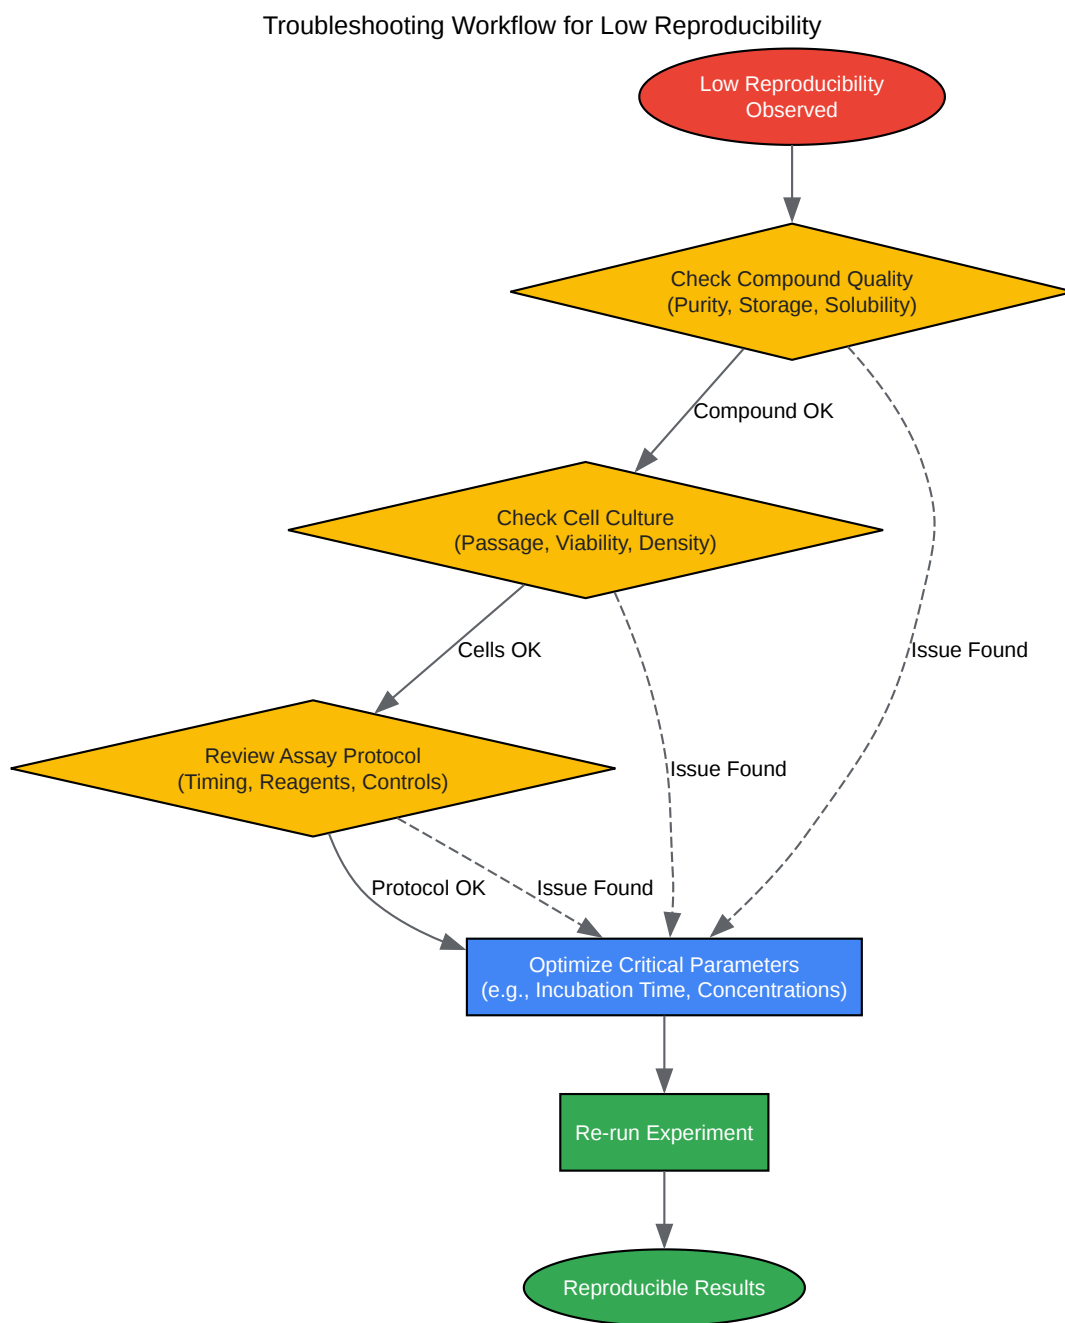 Troubleshooting Workflow for Low Reproducibility
Low Reproducibility
Observed
Check Compound Quality
(Purity, Storage, Solubility)
Compound OK
Check Cell Culture
(Passage, Viability, Density)
Cells OK
Issue Found
Review Assay Protocol
(Timing, Reagents, Controls)
Issue Found
Protocol OK
Issue Found
Optimize Critical Parameters
(e.g., Incubation Time, Concentrations)
Re-run Experiment
Reproducible Results